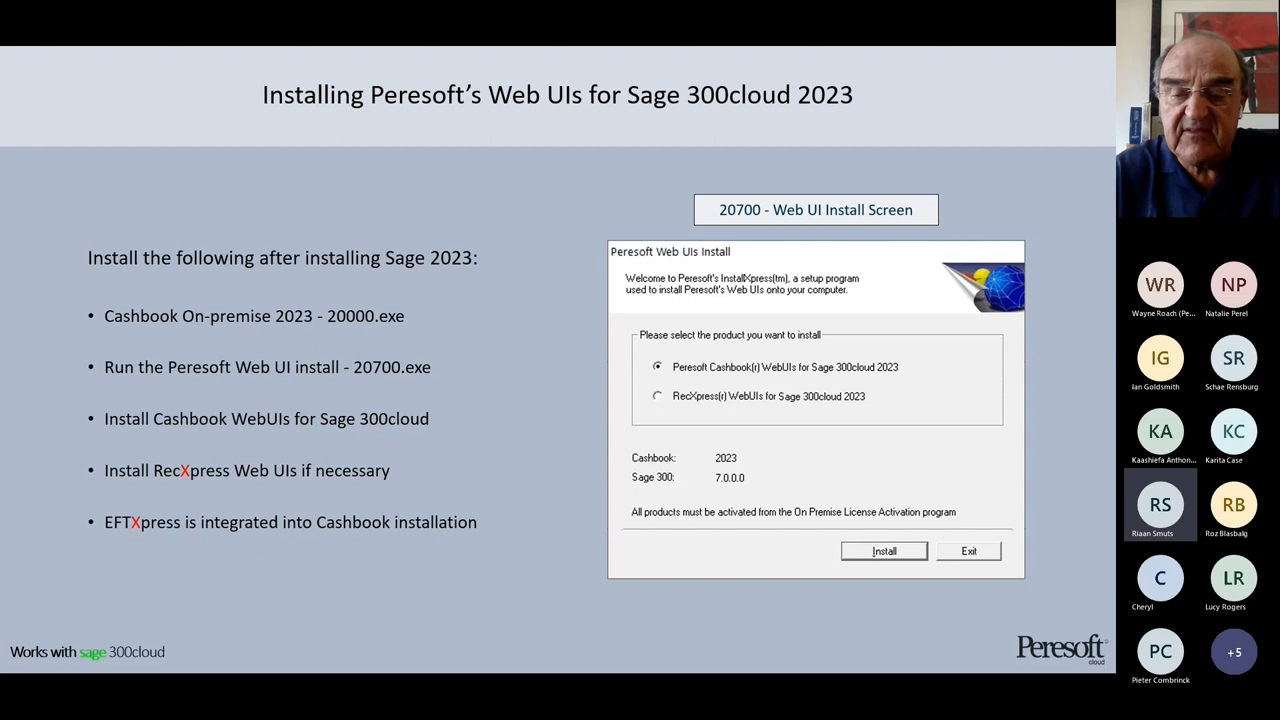 Installing Peresoft's Web UIs for Sage 300cloud 2023
20700 - Web UI Install Screen
Install the following after installing Sage 2023:
• Cashbook On-premise 2023 - 20000.exe
• Run the Peresoft Web UI install - 20700.exe
• Install Cashbook WebUIs for Sage 300cloud
• Install RecXpress Web UIs if necessary
• EFTXpress is integrated into Cashbook installation
Peresoft Web UIs Install
Welcome to Peresoft's InstallXpress(tm), a setup program
used to install Peresoft's Web UIs onto your computer.
Please select the product you want to install
Peresoft Cashbook(r) WebUIs for Sage 300cloud 2023
RecXpress(r) WebUIs for Sage 300cloud 2023
Cashbook: 2023
Sage 300: 7.0.0.0
All products must be activated from the On Premise License Activation program
Install Exit
Works with sage 300cloud
Peresoft
cloud
WR NP
Wayne Roach (Pe... Natalie Perel
IG SR
Ian Goldsmith Schae Rensburg
KA KC
Kaashiefa Anthon... Karita Case
RS RB
Riaan Smuts Roz Blasbalg
C LR
Cheryl Lucy Rogers
PC +5
Pieter Combrinck